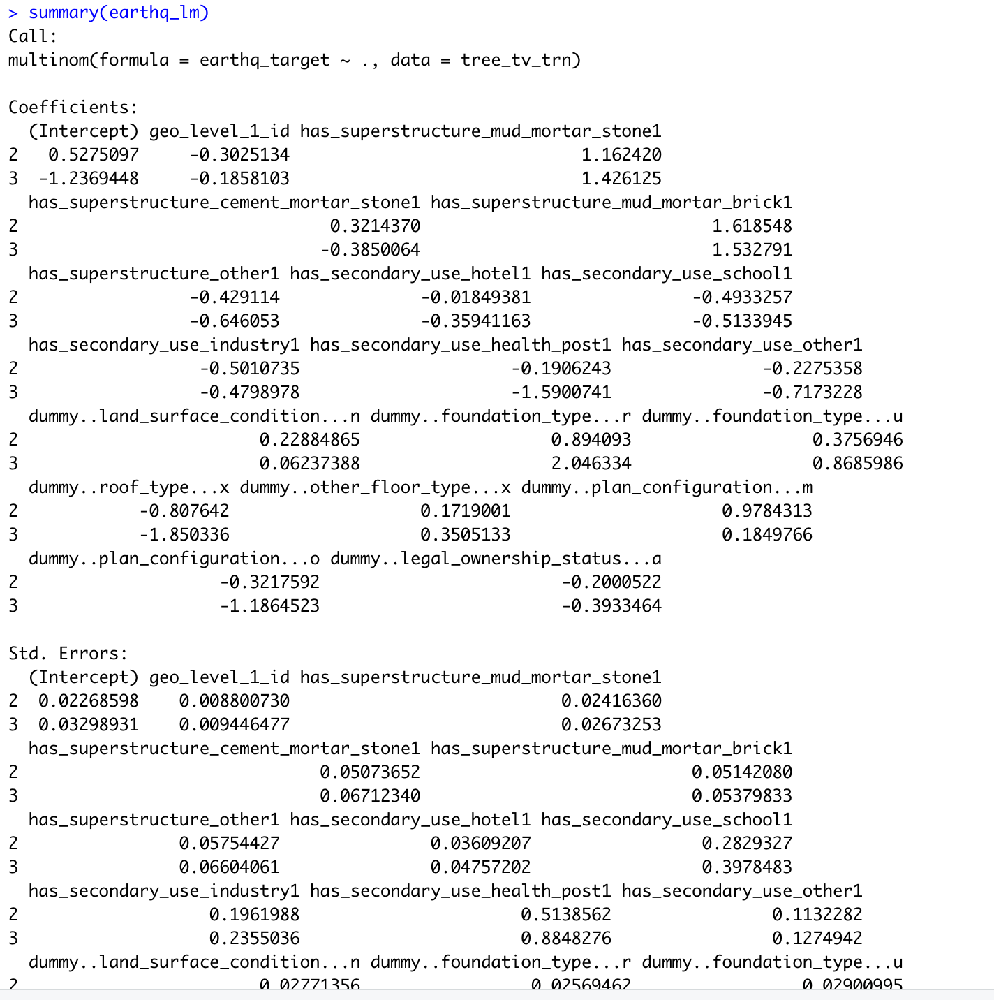 > summary(earthq_lm)
Call:
multinom(formula = earthq_target ~ ., data = tree_tv_trn)

Coefficients:
  (Intercept) geo_level_1_id has_superstructure_mud_mortar_stone1
2   0.5275097     -0.3025134                             1.162420
3  -1.2369448     -0.1858103                             1.426125
  has_superstructure_cement_mortar_stone1 has_superstructure_mud_mortar_brick1
2                               0.3214370                             1.618548
3                              -0.3850064                             1.532791
  has_superstructure_other1 has_secondary_use_hotel1 has_secondary_use_school1
2                 -0.429114              -0.01849381                -0.4933257
3                 -0.646053              -0.35941163                -0.5133945
  has_secondary_use_industry1 has_secondary_use_health_post1 has_secondary_use_other1
2                  -0.5010735                     -0.1906243               -0.2275358
3                  -0.4798978                     -1.5900741               -0.7173228
  dummy..land_surface_condition...n dummy..foundation_type...r dummy..foundation_type...u
2                        0.22884865                   0.894093                  0.3756946
3                        0.06237388                   2.046334                  0.8685986
  dummy..roof_type...x dummy..other_floor_type...x dummy..plan_configuration...m
2            -0.807642                   0.1719001                     0.9784313
3            -1.850336                   0.3505133                     0.1849766
  dummy..plan_configuration...o dummy..legal_ownership_status...a
2                    -0.3217592                        -0.2000522
3                    -1.1864523                        -0.3933464

Std. Errors:
  (Intercept) geo_level_1_id has_superstructure_mud_mortar_stone1
2  0.02268598    0.008800730                           0.02416360
3  0.03298931    0.009446477                           0.02673253
  has_superstructure_cement_mortar_stone1 has_superstructure_mud_mortar_brick1
2                              0.05073652                           0.05142080
3                              0.06712340                           0.05379833
  has_superstructure_other1 has_secondary_use_hotel1 has_secondary_use_school1
2                0.05754427               0.03609207                 0.2829327
3                0.06604061               0.04757202                 0.3978483
  has_secondary_use_industry1 has_secondary_use_health_post1 has_secondary_use_other1
2                   0.1961988                      0.5138562                0.1132282
3                   0.2355036                      0.8848276                0.1274942
  dummy..land_surface_condition...n dummy..foundation_type...r dummy..foundation_type...u
2                        0.02771356                 0.02569462                 0.02900995